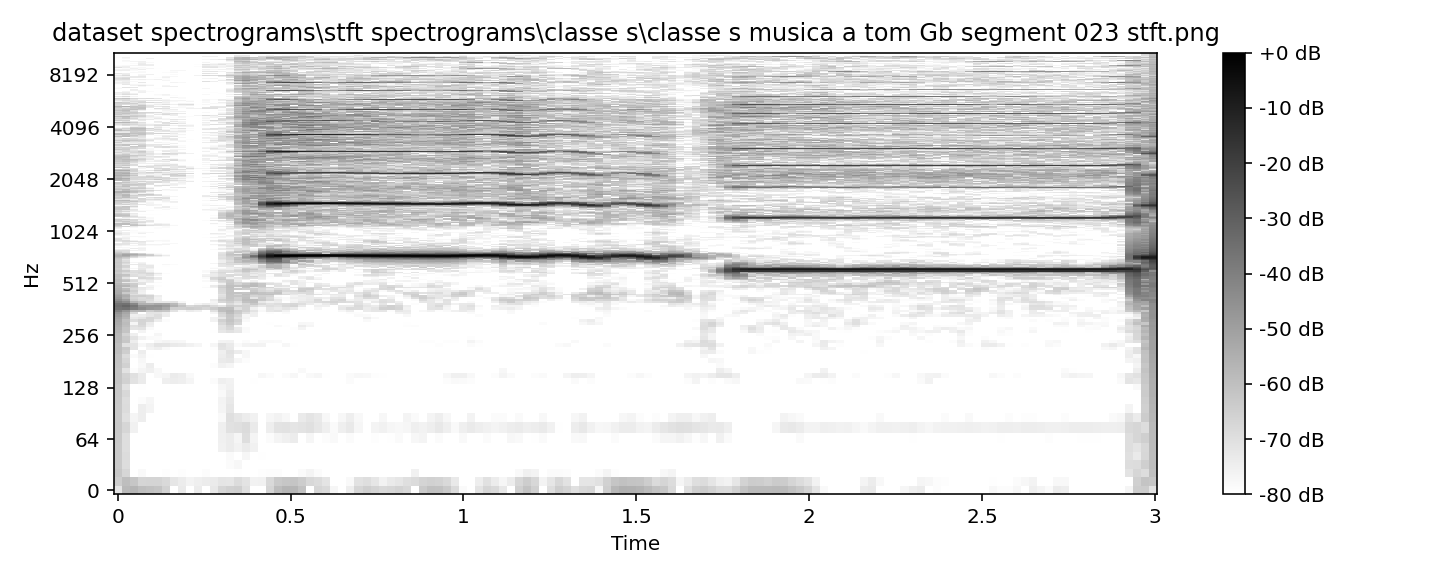 dataset spectrograms\stft spectrograms\classe s\classe s musica a tom Gb segment 023 stft.png
8192
4096
2048
1024
512
256
128
64
0
Hz
0
0.5
1
1.5
2
2.5
3
Time
+0 dB
-10 dB
-20 dB
-30 dB
-40 dB
-50 dB
-60 dB
-70 dB
-80 dB